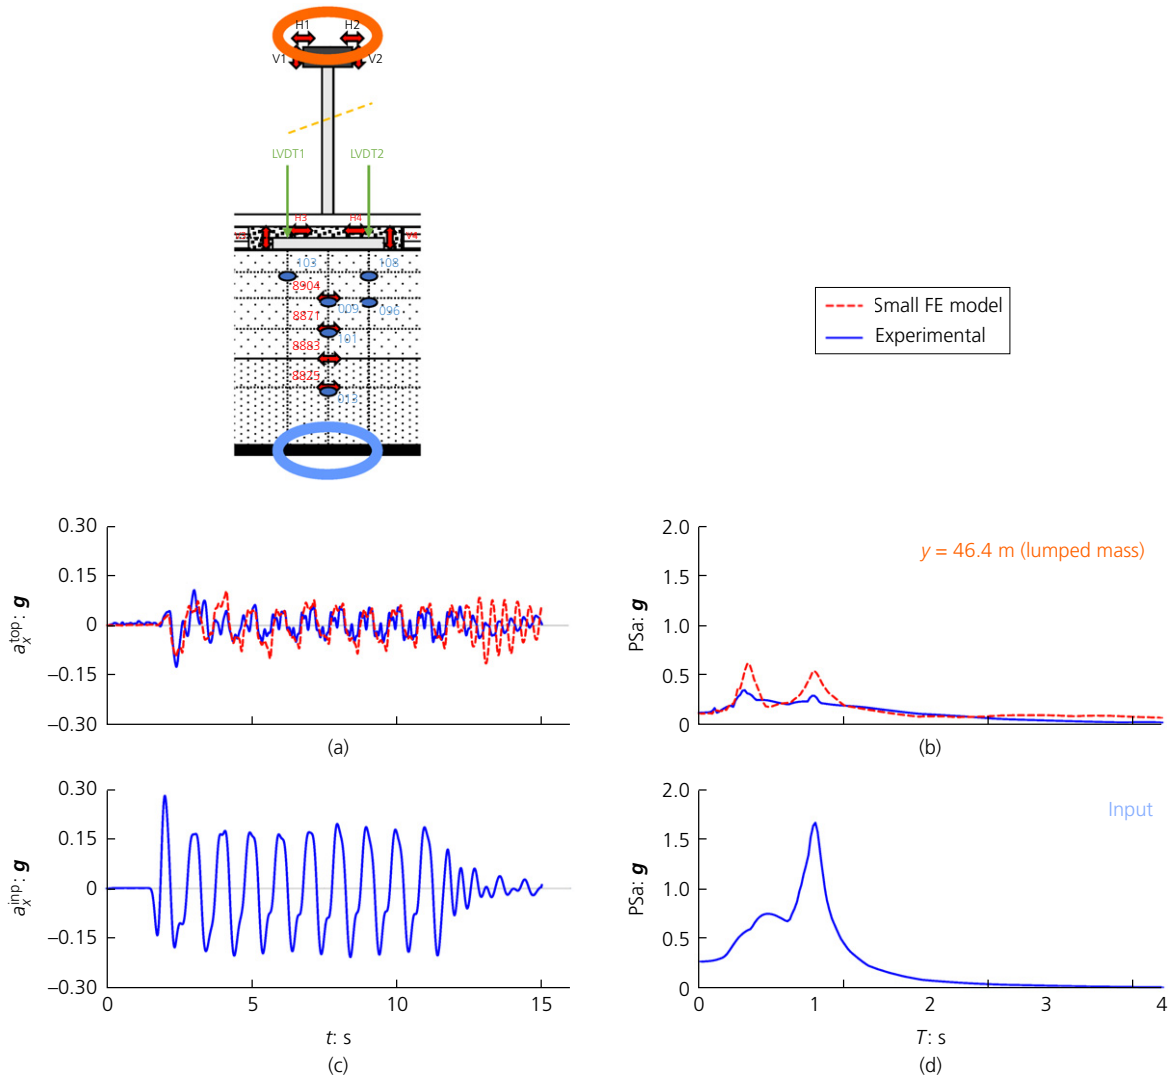 H1 H2
V1 V2
LVDT1 LVDT2
H3 H4
V3 V4
103 108
8904
009 096
8871
101
8883
8825
013
Small FE model
Experimental
0.30
0.15
0
–0.15
–0.30
a_x^top: g
(a)
2.0
1.5
1.0
0.5
0
PSa: g
y = 46.4 m (lumped mass)
(b)
0.30
0.15
0
–0.15
–0.30
a_x^inp: g
0 5 10 15
t: s
(c)
2.0
1.5
1.0
0.5
0
PSa: g
Input
0 1 2 3 4
T: s
(d)